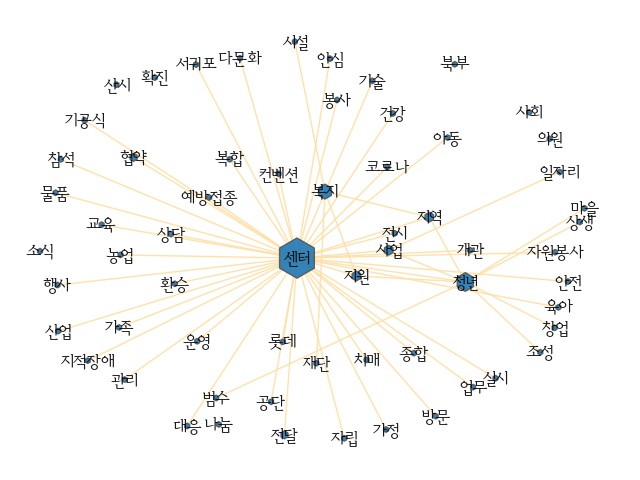 시설
다문화
안심
서귀포
북부
확진
산시
기술
봉사
건강
사회
기공식
아동
의원
참석
협약
복합
컨벤션
코로나
일자리
물품
예방접종
복지
마을
지역
상생
교육
상담
전시
소식
농업
사업
개관
자원봉사
센터
행사
환승
지원
청년
안전
육아
산업
가족
창업
운영
롯데
지적장애
재단
치매
종합
조성
관리
업무
실시
범수
공단
대응
나눔
방문
전달
자립
가정